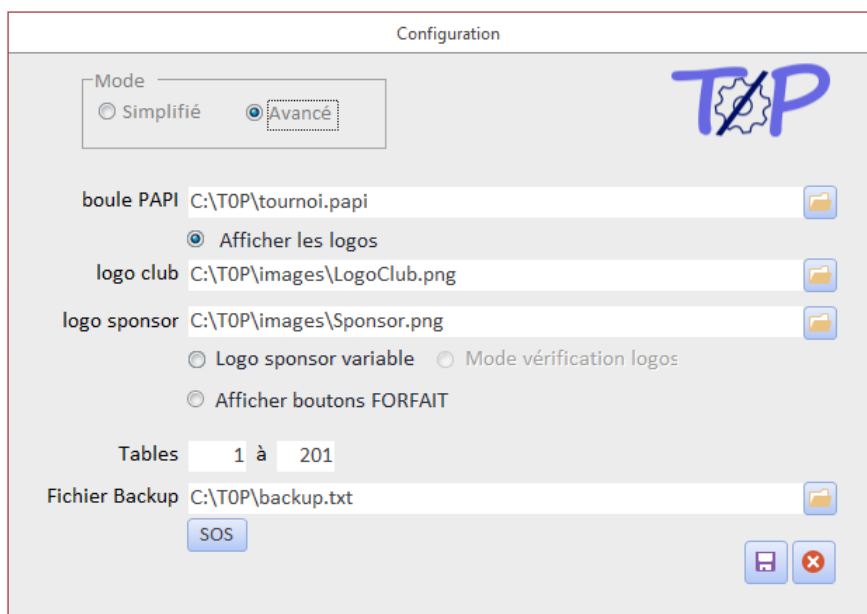 Configuration
Mode
Simplifié Avancé
TOP
boule PAPI C:\T0P\tournoi.papi
Afficher les logos
logo club C:\T0P\images\LogoClub.png
logo sponsor C:\T0P\images\Sponsor.png
Logo sponsor variable Mode vérification logos
Afficher boutons FORFAIT
Tables 1 à 201
Fichier Backup C:\T0P\backup.txt
SOS